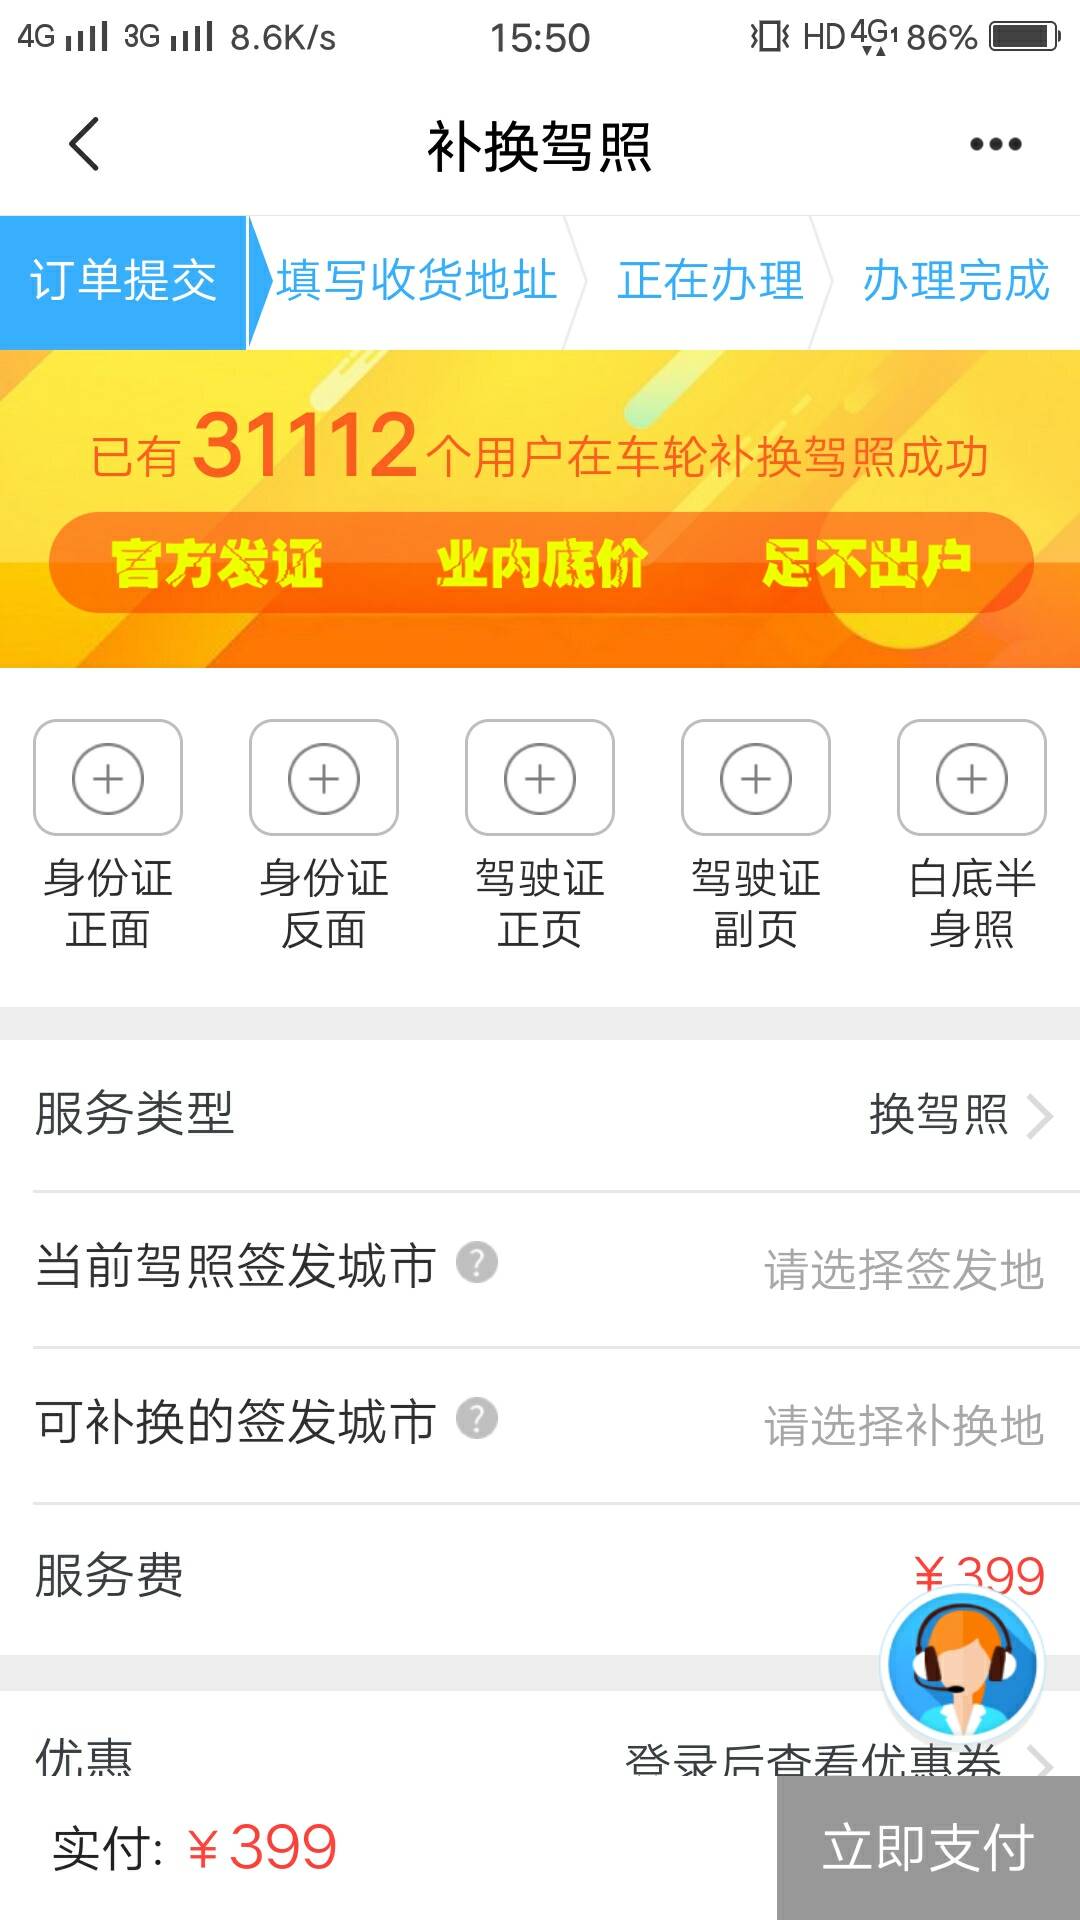 4G 3G 8.6K/s 15:50 HD 4G1 86%
补换驾照
订单提交 填写收货地址 正在办理 办理完成
已有31112个用户在车轮补换驾照成功
官方发证 业内底价 足不出户
身份证正面 身份证反面 驾驶证正页 驾驶证副页 白底半身照
服务类型 换驾照
当前驾照签发城市 ? 请选择签发地
可补换的签发城市 ? 请选择补换地
服务费 ¥399
优惠 登录后查看优惠券
实付: ¥399 立即支付